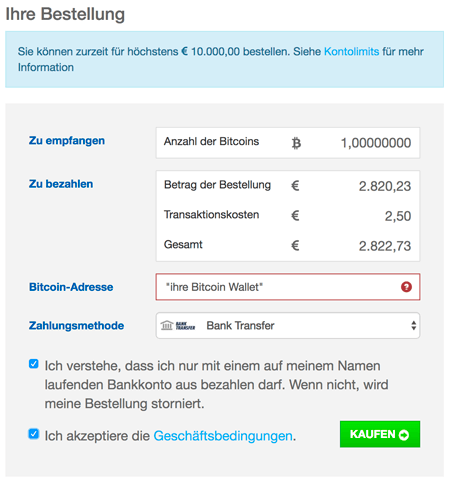 Ihre Bestellung
Sie können zurzeit für höchstens € 10.000,00 bestellen. Siehe Kontolimits für mehr
Information
Zu empfangen Anzahl der Bitcoins 1,00000000
Zu bezahlen Betrag der Bestellung € 2.820,23
Transaktionskosten € 2,50
Gesamt € 2.822,73
Bitcoin-Adresse *ihre Bitcoin Wallet* ?
Zahlungsmethode BANK TRANSFER Bank Transfer
Ich verstehe, dass ich nur mit einem auf meinem Namen
laufenden Bankkonto aus bezahlen darf. Wenn nicht, wird
meine Bestellung storniert.
Ich akzeptiere die Geschäftsbedingungen.
KAUFEN